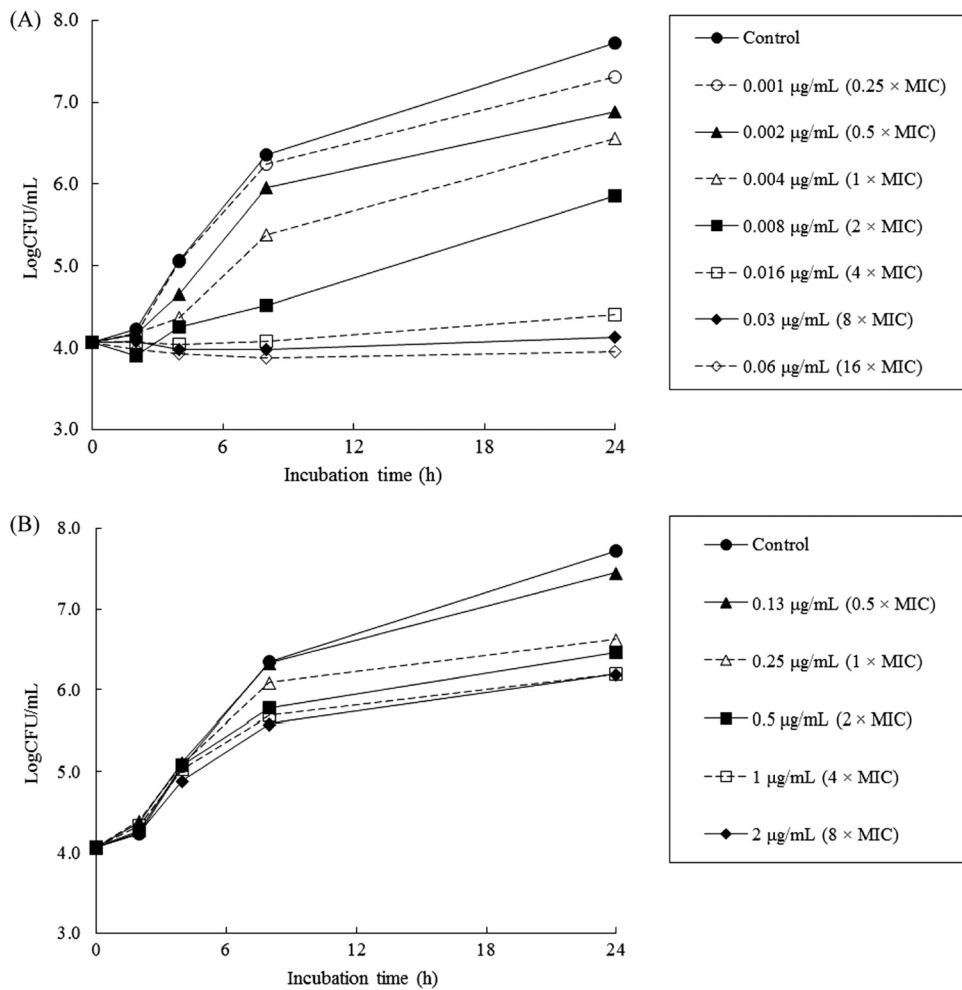 (A)
8.0
7.0
6.0
5.0
4.0
3.0
LogCFU/mL
0
6
12
18
24
Incubation time (h)
Control
0.001 μg/mL (0.25 × MIC)
0.002 μg/mL (0.5 × MIC)
0.004 μg/mL (1 × MIC)
0.008 μg/mL (2 × MIC)
0.016 μg/mL (4 × MIC)
0.03 μg/mL (8 × MIC)
0.06 μg/mL (16 × MIC)
(B)
8.0
7.0
6.0
5.0
4.0
3.0
LogCFU/mL
0
6
12
18
24
Incubation time (h)
Control
0.13 μg/mL (0.5 × MIC)
0.25 μg/mL (1 × MIC)
0.5 μg/mL (2 × MIC)
1 μg/mL (4 × MIC)
2 μg/mL (8 × MIC)